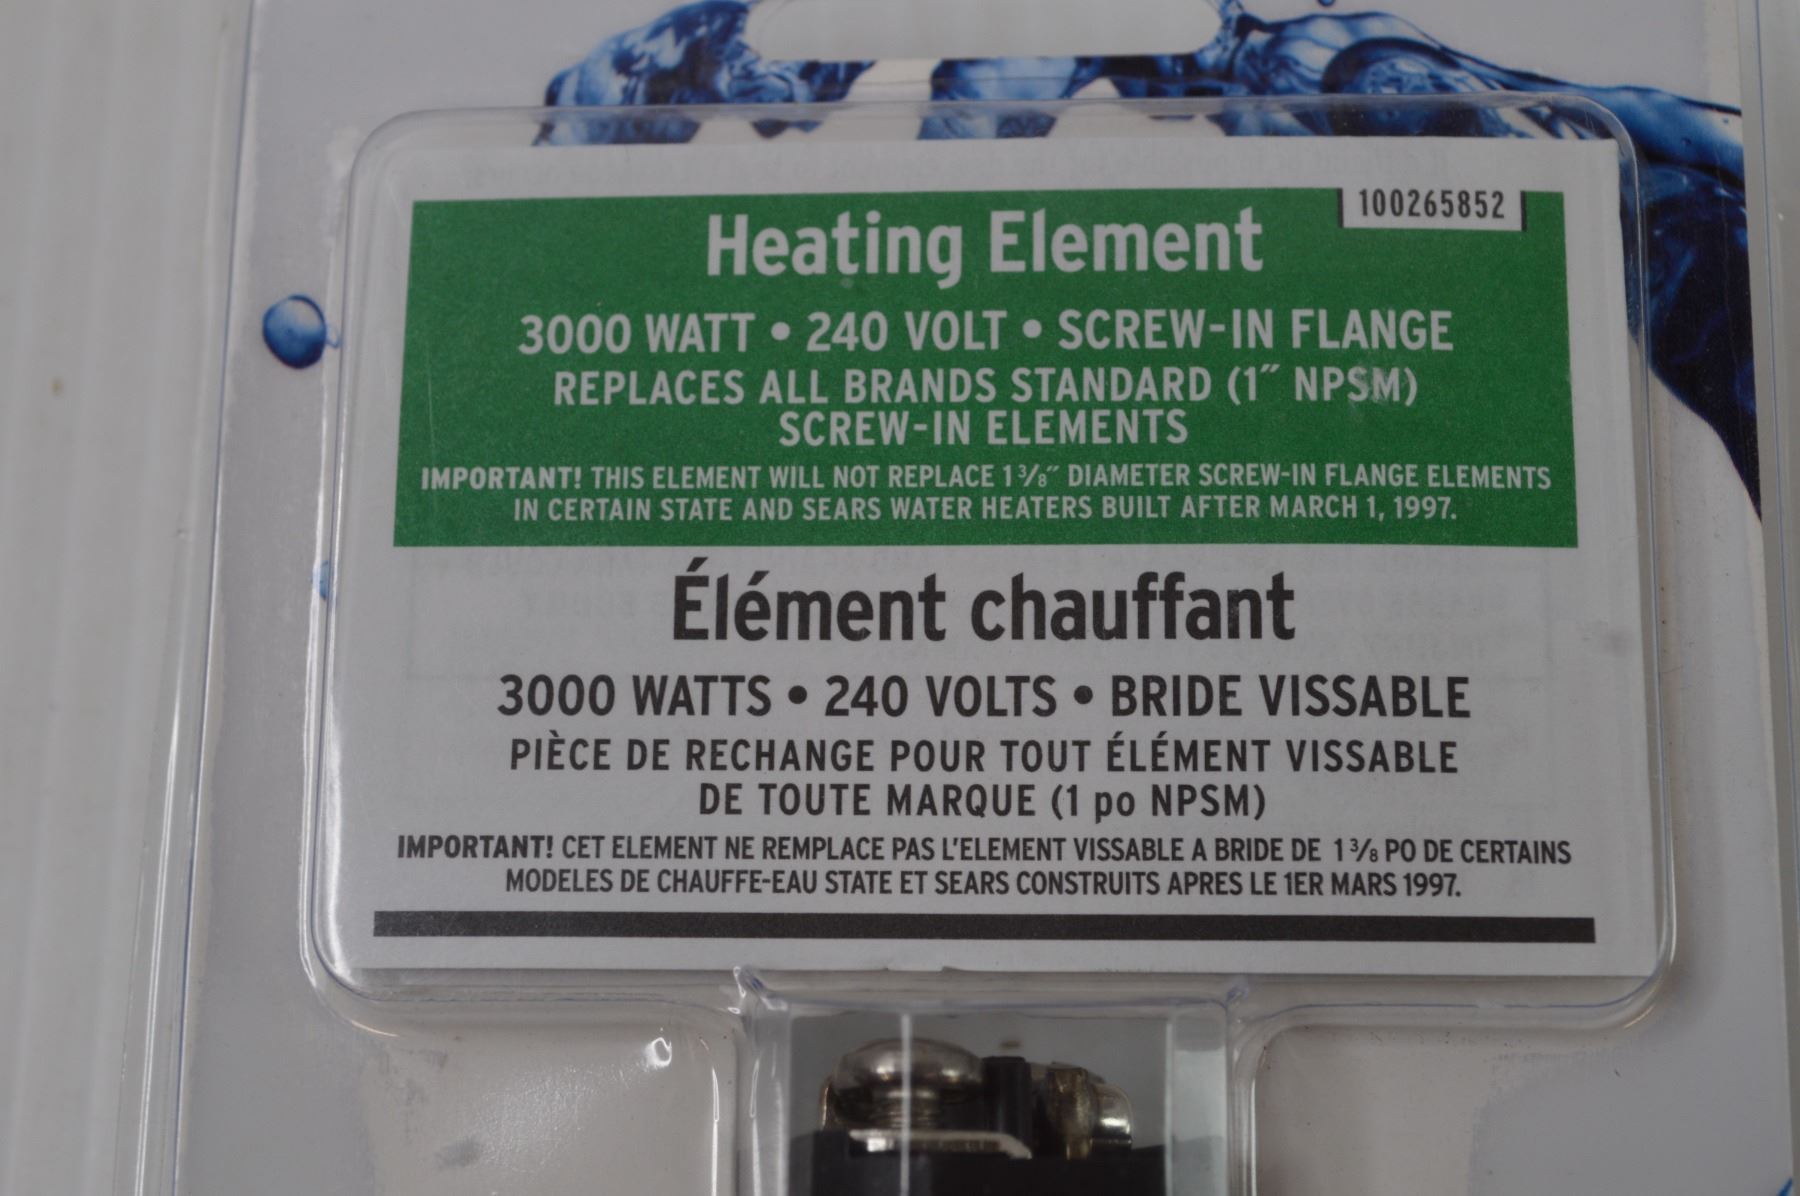 100265852
Heating Element
3000 WATT • 240 VOLT • SCREW-IN FLANGE
REPLACES ALL BRANDS STANDARD (1″ NPSM)
SCREW-IN ELEMENTS
IMPORTANT! THIS ELEMENT WILL NOT REPLACE 1 3/8″ DIAMETER SCREW-IN FLANGE ELEMENTS
IN CERTAIN STATE AND SEARS WATER HEATERS BUILT AFTER MARCH 1, 1997.
Élément chauffant
3000 WATTS • 240 VOLTS • BRIDE VISSABLE
PIÈCE DE RECHANGE POUR TOUT ÉLÉMENT VISSABLE
DE TOUTE MARQUE (1 po NPSM)
IMPORTANT! CET ELEMENT NE REMPLACE PAS L'ELEMENT VISSABLE A BRIDE DE 1 3/8 PO DE CERTAINS
MODELES DE CHAUFFE-EAU STATE ET SEARS CONSTRUITS APRES LE 1ER MARS 1997.